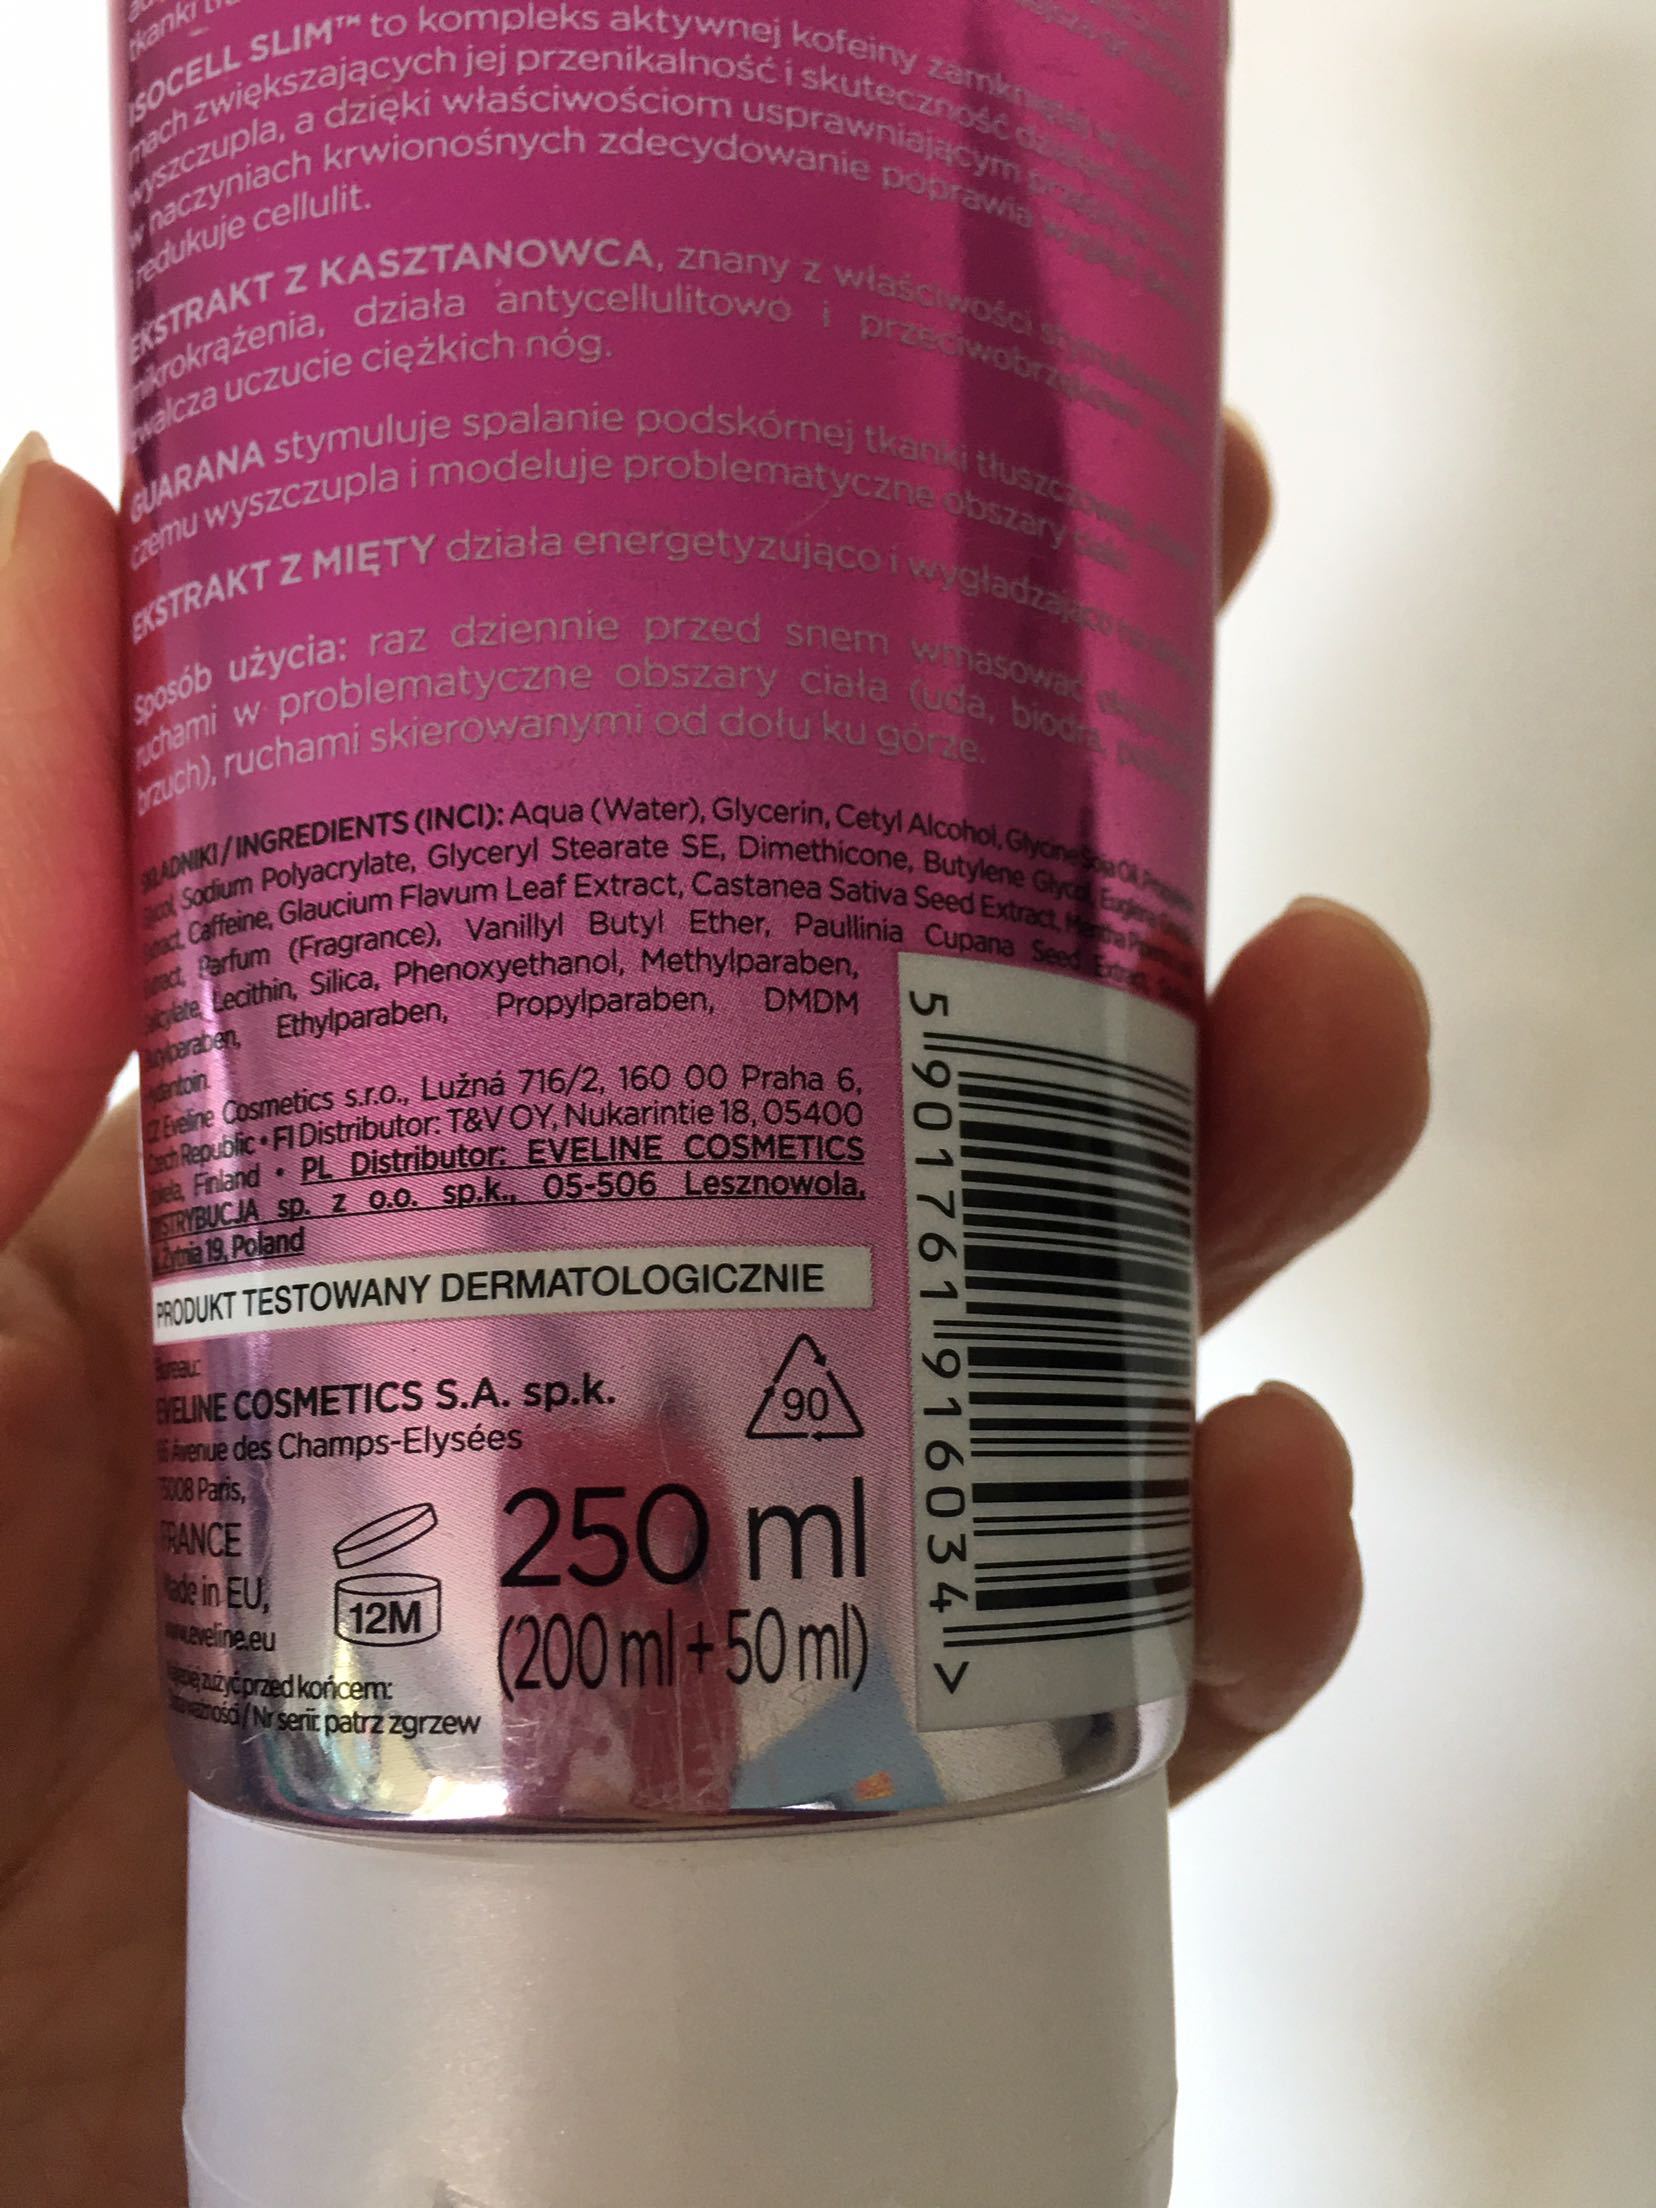 ISOCELL SLIM™ to kompleks aktywnej kofeiny
zwiększających jej przenikalność i skuteczność
wyszczupla, a dzięki właściwościom usprawniającym
w naczyniach krwionośnych zdecydowanie poprawia
redukuje cellulit.
EKSTRAKT Z KASZTANOWCA, znany z właściwości
mikrokrążenia, działa antycellulitowo i przeciwobrzękowo
zwalcza uczucie ciężkich nóg.
GUARANA stymuluje spalanie podskórnej tkanki tłuszczowej,
czemu wyszczupla i modeluje problematyczne obszary ciała
EKSTRAKT Z MIĘTY działa energetyzująco i wygładzająco
Sposób użycia: raz dziennie przed snem wmasować
ruchami w problematyczne obszary ciała (uda, biodra,
brzuch), ruchami skierowanymi od dołu ku górze.
SKŁADNIKI/INGREDIENTS (INCI): Aqua (Water), Glycerin, Cetyl Alcohol, Glycine Soja Oil,
Sodium Polyacrylate, Glyceryl Stearate SE, Dimethicone, Butylene Glycol,
Extract, Caffeine, Glaucium Flavum Leaf Extract, Castanea Sativa Seed Extract, Mentha
Extract, Parfum (Fragrance), Vanillyl Butyl Ether, Paullinia Cupana Seed Extract,
Lecithin, Silica, Phenoxyethanol, Methylparaben,
Ethylparaben, Propylparaben, DMDM
CZ Eveline Cosmetics s.r.o., Lužná 716/2, 160 00 Praha 6,
Czech Republic • FI Distributor: T&V OY, Nukarintie 18, 05400
Finland • PL Distributor: EVELINE COSMETICS
DYSTRYBUCJA sp. z o.o. sp.k., 05-506 Lesznowola,
Żytnia 19, Poland
PRODUKT TESTOWANY DERMATOLOGICZNIE
Bureau:
EVELINE COSMETICS S.A. sp.k.
Avenue des Champs-Elysées
75008 Paris,
FRANCE
Made in EU,
www.eveline.eu
90
12M
250 ml
(200 ml + 50 ml)
zużyć przed końcem:
/ Nr serii: patrz zgrzew
5 901761 916034 >